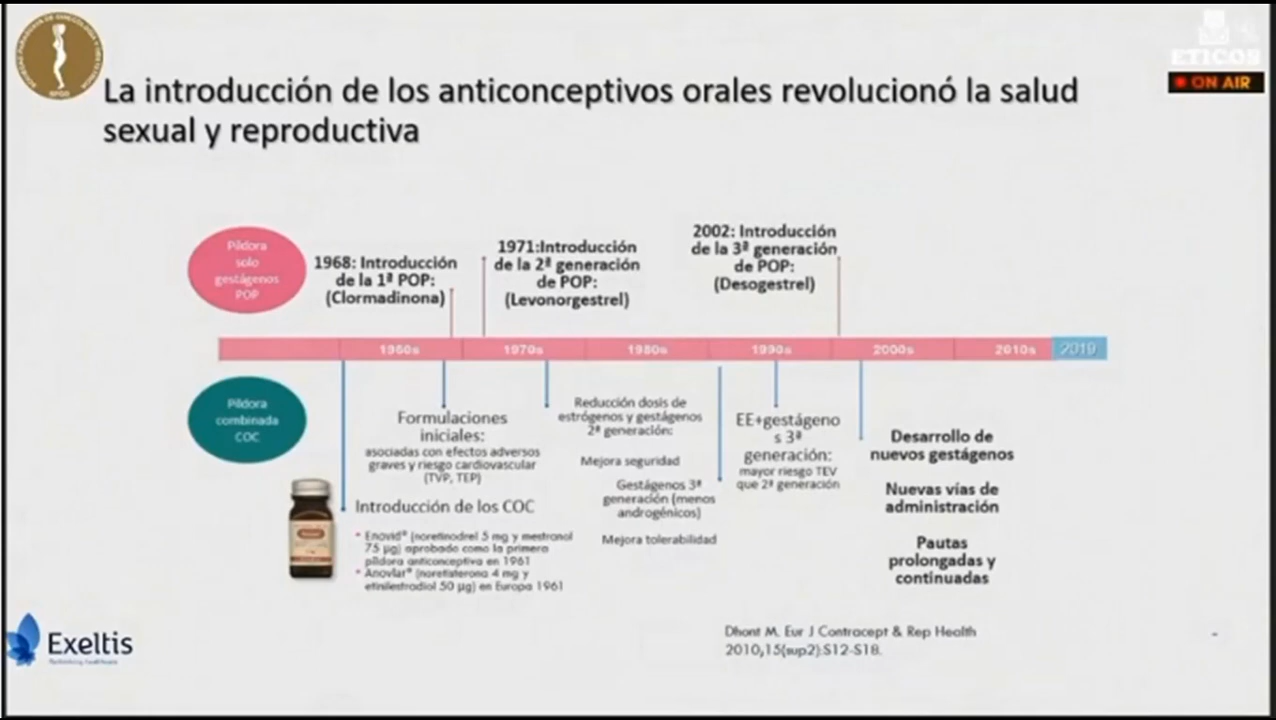 La introducción de los anticonceptivos orales revolucionó la salud
sexual y reproductiva
ETICOS
ON AIR
Píldora
solo
gestágenos
POP
1968: Introducción
de la 1ª POP:
(Clormadinona)
1971:Introducción
de la 2ª generación
de POP:
(Levonorgestrel)
2002: Introducción
de la 3ª generación
de POP:
(Desogestrel)
1960s
1970s
1980s
1990s
2000s
2010s
2019
Píldora
combinada
COC
Formulaciones
iniciales:
asociadas con efectos adversos
graves y riesgo cardiovascular
(TVP, TEP)
Introducción de los COC
• Enovid® (noretinodrel 5 mg y mestranol
75 µg) aprobado como la primera
píldora anticonceptiva en 1961
• Anovlar® (noretisterona 4 mg y
etinilestradiol 50 µg) en Europa 1961
Reducción dosis de
estrógenos y gestágenos
2ª generación:
Mejora seguridad
Gestágenos 3ª
generación (menos
androgénicos)
Mejora tolerabilidad
EE+gestágeno
s 3ª
generación:
mayor riesgo TEV
que 2ª generación
Desarrollo de
nuevos gestágenos
Nuevas vías de
administración
Pautas
prolongadas y
continuadas
Exeltis
Rethinking healthcare
Dhont M. Eur J Contracept & Rep Health
2010;15(sup2):S12-S18.